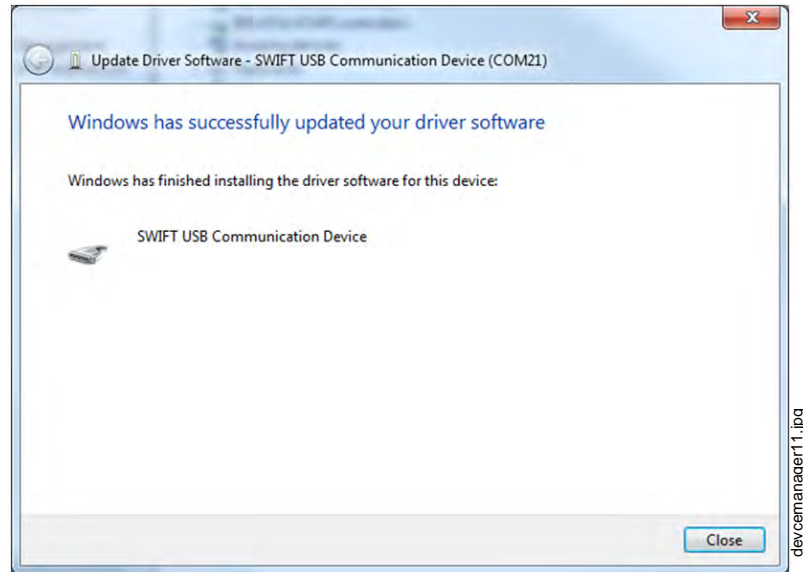 Update Driver Software - SWIFT USB Communication Device (COM21)
Windows has successfully updated your driver software
Windows has finished installing the driver software for this device:
SWIFT USB Communication Device
Close
devcemanager11.jpg